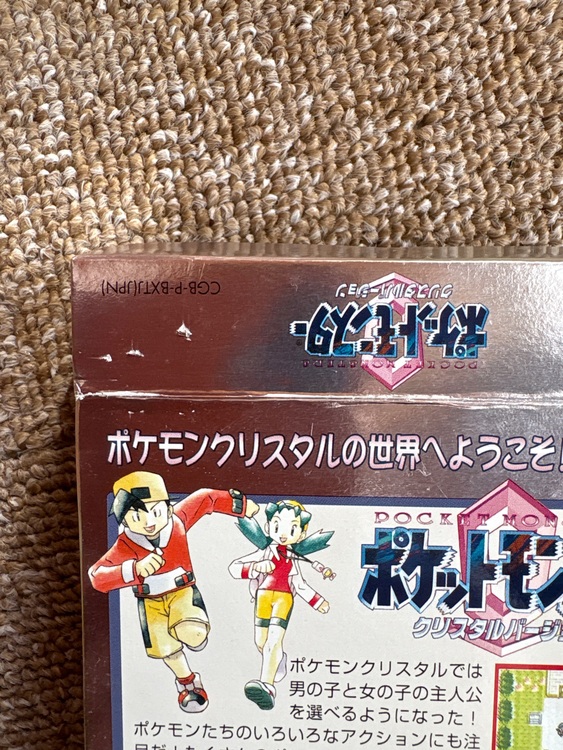 CGB-P-BXTJ(JPN)
ポケットモンスター
クリスタルバージョン
POCKET MONSTERS
ポケモンクリスタルの世界へようこそ!
POCKET MON
ポケットモン
クリスタルバージョ
ポケモンクリスタルでは
男の子と女の子の主人公
を選べるようになった!
ポケモンたちのいろいろなアクションにも注